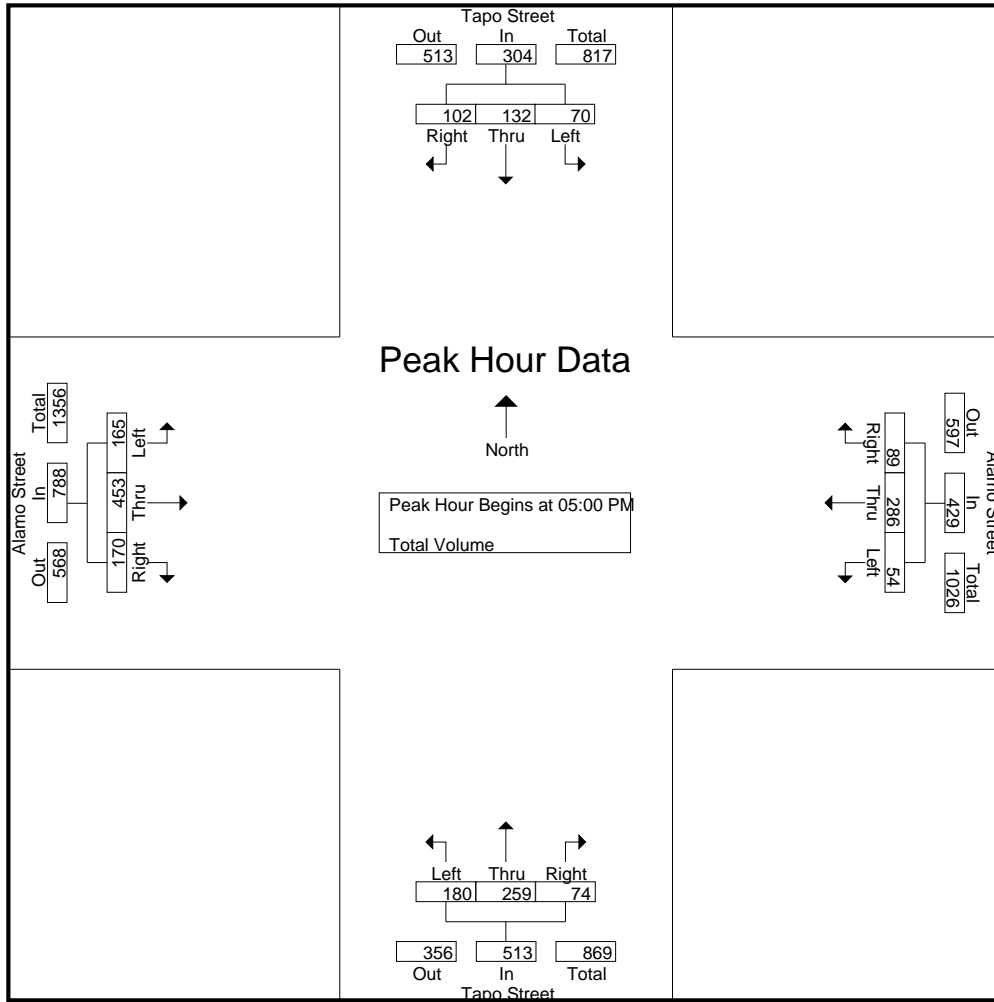 Tapo Street
Out In Total
513 304 817
102 132 70
Right Thru Left
Peak Hour Data
North
Peak Hour Begins at 05:00 PM
Total Volume
Alamo Street
Out In Total
568 788 1356
Right Thru Left
170 453 165
Alamo Street
Out In Total
597 429 1026
Right Thru Left
89 286 54
Left Thru Right
180 259 74
356 513 869
Out In Total
Tapo Street